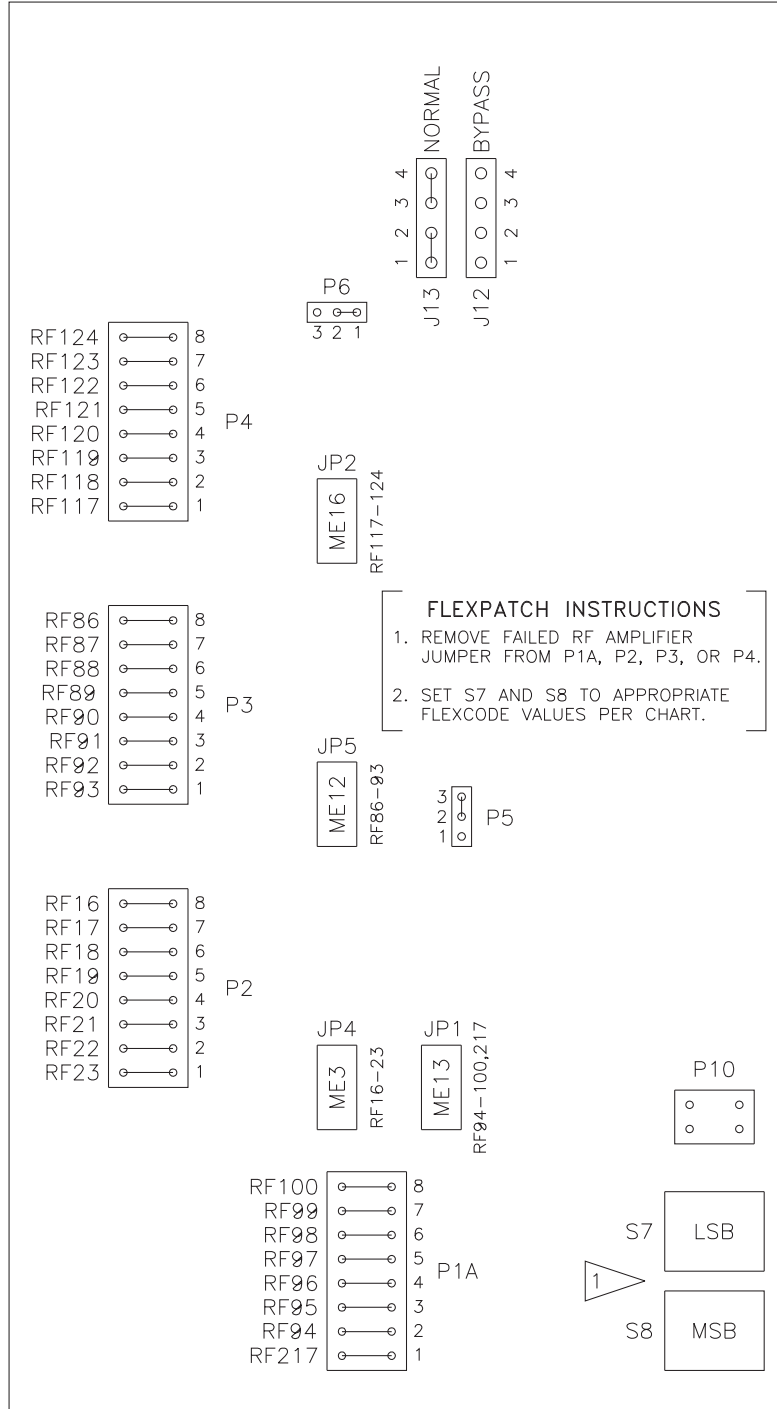 NORMAL
BYPASS
1 2 3 4
1 2 3 4
J13
J12
P6
3 2 1
RF124 8
RF123 7
RF122 6
RF121 5
RF120 4
RF119 3
RF118 2
RF117 1
P4
JP2
ME16
RF117-124
FLEXPATCH INSTRUCTIONS
1. REMOVE FAILED RF AMPLIFIER
JUMPER FROM P1A, P2, P3, OR P4.
2. SET S7 AND S8 TO APPROPRIATE
FLEXCODE VALUES PER CHART.
RF86 8
RF87 7
RF88 6
RF89 5
RF90 4
RF91 3
RF92 2
RF93 1
P3
JP5
ME12
RF86-93
3
2
1
P5
RF16 8
RF17 7
RF18 6
RF19 5
RF20 4
RF21 3
RF22 2
RF23 1
P2
JP4
ME3
RF16-23
JP1
ME13
RF94-100,217
P10
RF100 8
RF99 7
RF98 6
RF97 5
RF96 4
RF95 3
RF94 2
RF217 1
P1A
S7 LSB
1
S8 MSB